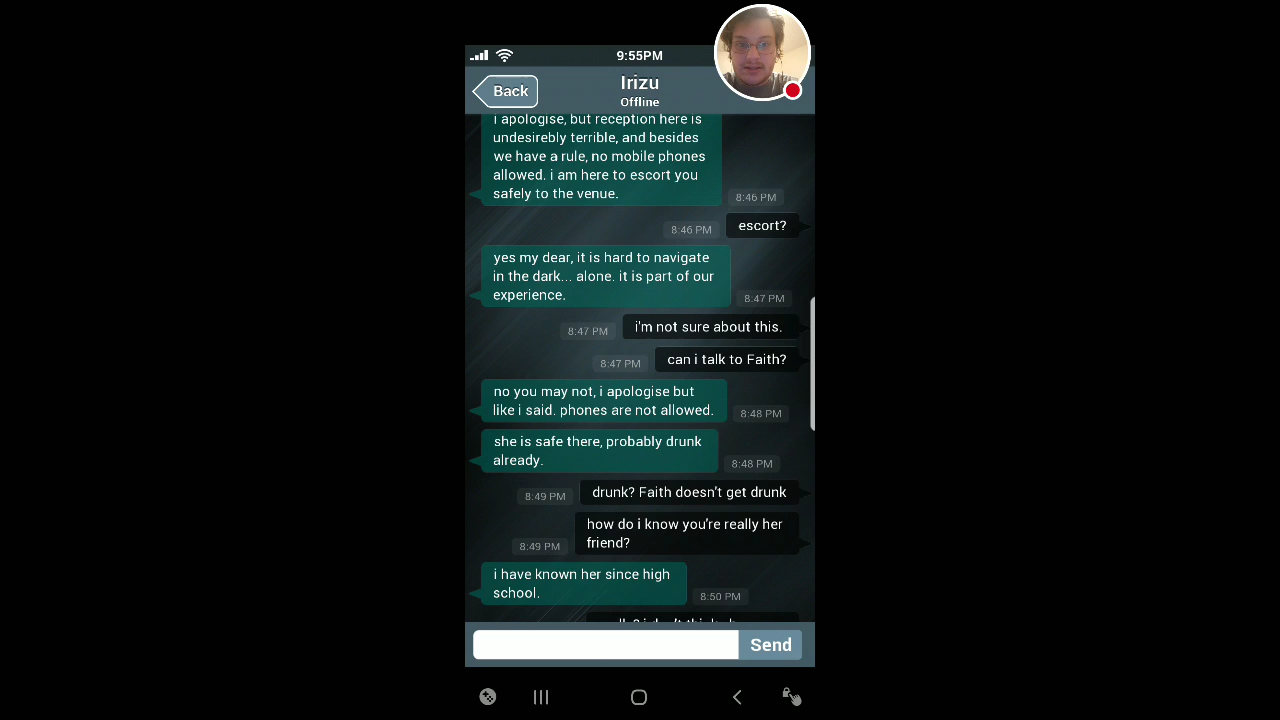 9:55PM
Back
Irizu
Offline
i apologise, but reception here is
undesirebly terrible, and besides
we have a rule, no mobile phones
allowed. i am here to escort you
safely to the venue.
8:46 PM
8:46 PM
escort?
yes my dear, it is hard to navigate
in the dark... alone. it is part of our
experience.
8:47 PM
8:47 PM
i'm not sure about this.
8:47 PM
can i talk to Faith?
no you may not, i apologise but
like i said. phones are not allowed.
8:48 PM
she is safe there, probably drunk
already.
8:48 PM
8:49 PM
drunk? Faith doesn't get drunk
how do i know you're really her
friend?
8:49 PM
i have known her since high
school.
8:50 PM
Send